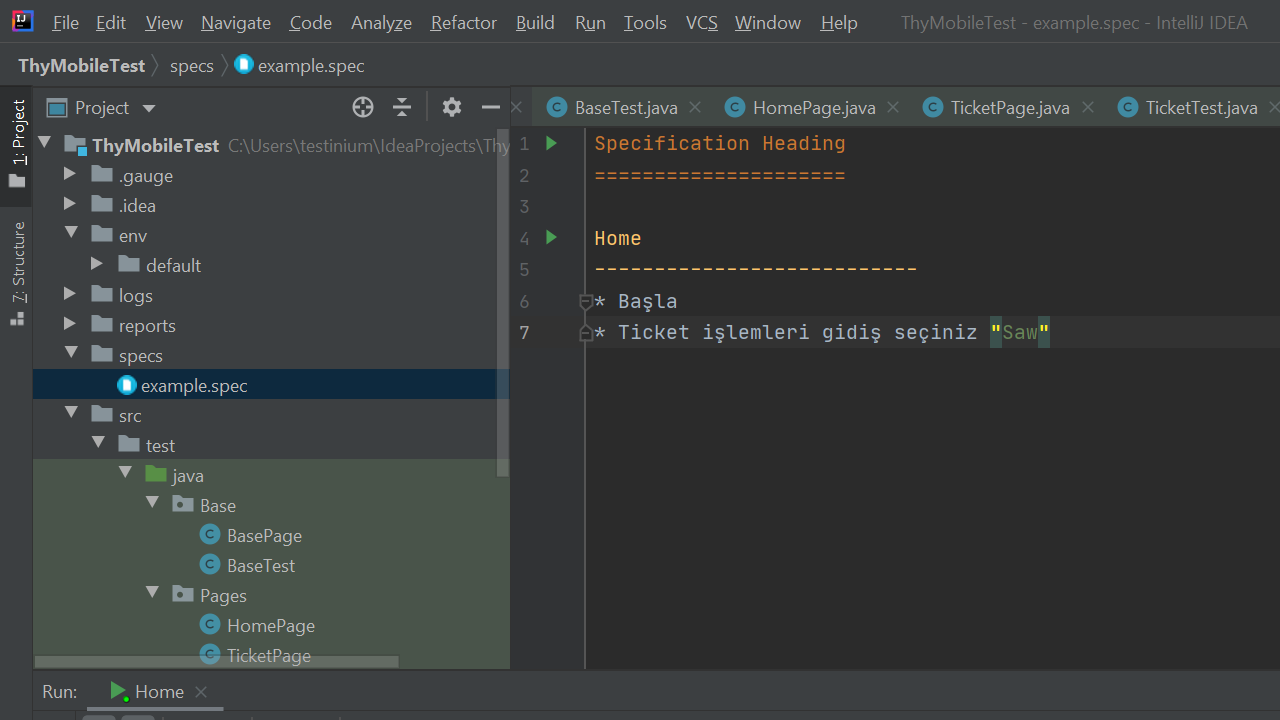 File Edit View Navigate Code Analyze Refactor Build Run Tools VCS Window Help ThyMobileTest - example.spec - IntelliJ IDEA
ThyMobileTest specs example.spec
1: Project
7: Structure
Project
ThyMobileTest C:\Users\testinium\IdeaProjects\Thy
.gauge
.idea
env
default
logs
reports
specs
example.spec
src
test
java
Base
BasePage
BaseTest
Pages
HomePage
TicketPage
BaseTest.java HomePage.java TicketPage.java TicketTest.java
1 Specification Heading
2 =====================
3
4 Home
5 ---------------------------
6 * Başla
7 * Ticket işlemleri gidiş seçiniz "Saw"
Run: Home